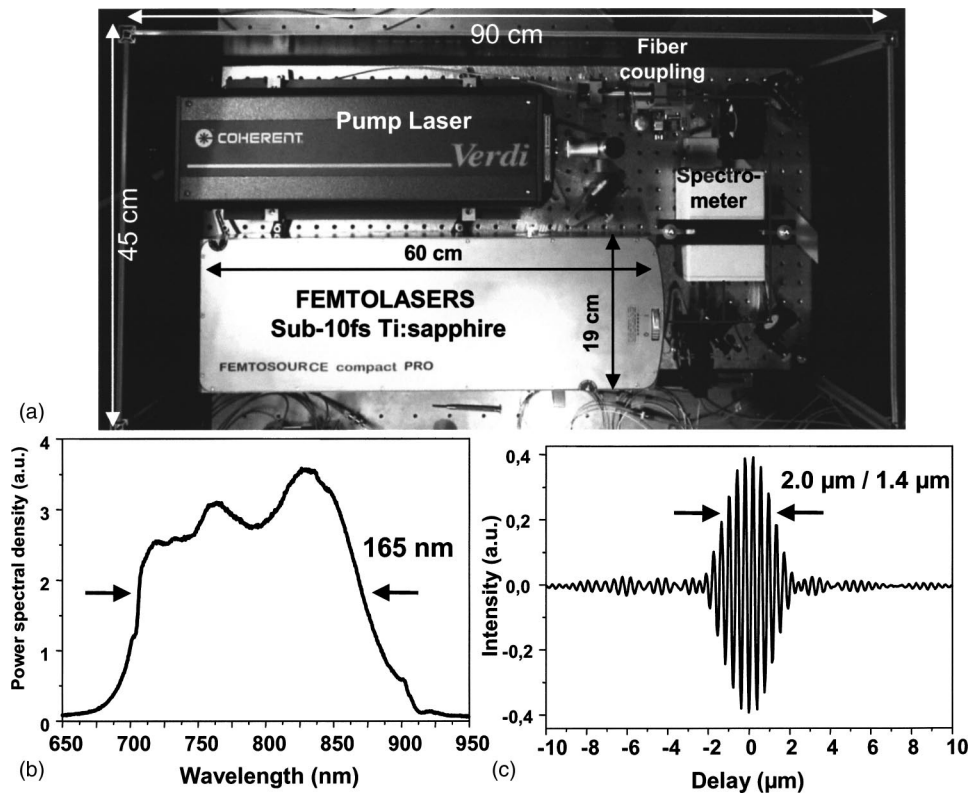 90 cm
45 cm
Fiber
coupling
Pump Laser
COHERENT
Verdi
Spectro-
meter
60 cm
19 cm
FEMTOLASERS
Sub-10fs Ti:sapphire
FEMTOSOURCE compact PRO
(a)
Power spectral density (a.u.)
4
3
2
1
0
165 nm
650 700 750 800 850 900 950
Wavelength (nm)
(b)
Intensity (a.u.)
0,4
0,2
0,0
-0,2
-0,4
2.0 µm / 1.4 µm
-10 -8 -6 -4 -2 0 2 4 6 8 10
Delay (µm)
(c)